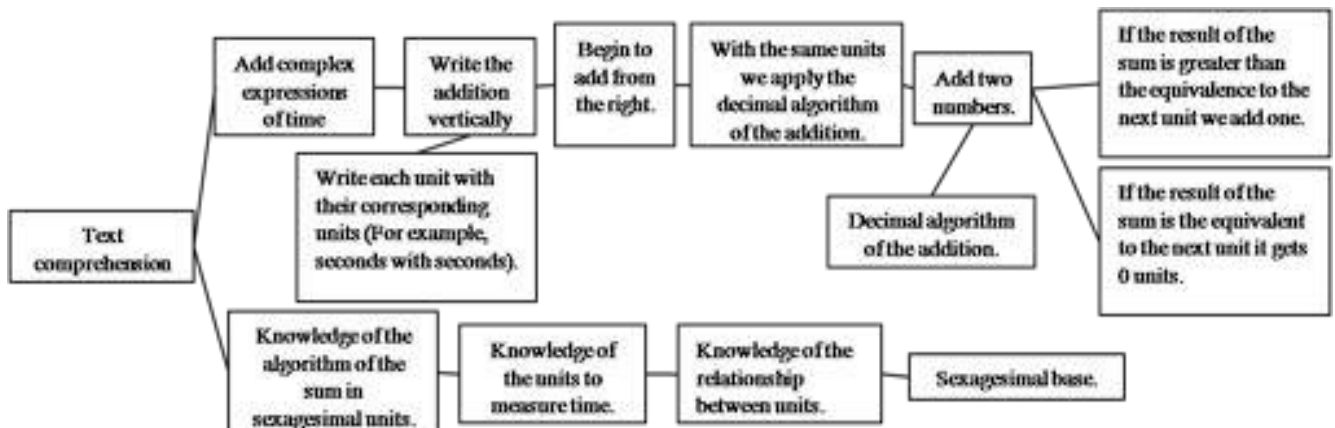 Text
comprehension
Add complex
expressions
of time
Write the
addition
vertically
Write each unit with
their corresponding
units (For example,
seconds with seconds).
Begin to
add from
the right.
With the same units
we apply the
decimal algorithm
of the addition.
Add two
numbers.
Decimal algorithm
of the addition.
If the result of the
sum is greater than
the equivalence to the
next unit we add one.
If the result of the
sum is the equivalent
to the next unit it gets
0 units.
Knowledge of the
algorithm of the
sum in
sexagesimal units.
Knowledge of
the units to
measure time.
Knowledge of the
relationship
between units.
Sexagesimal base.